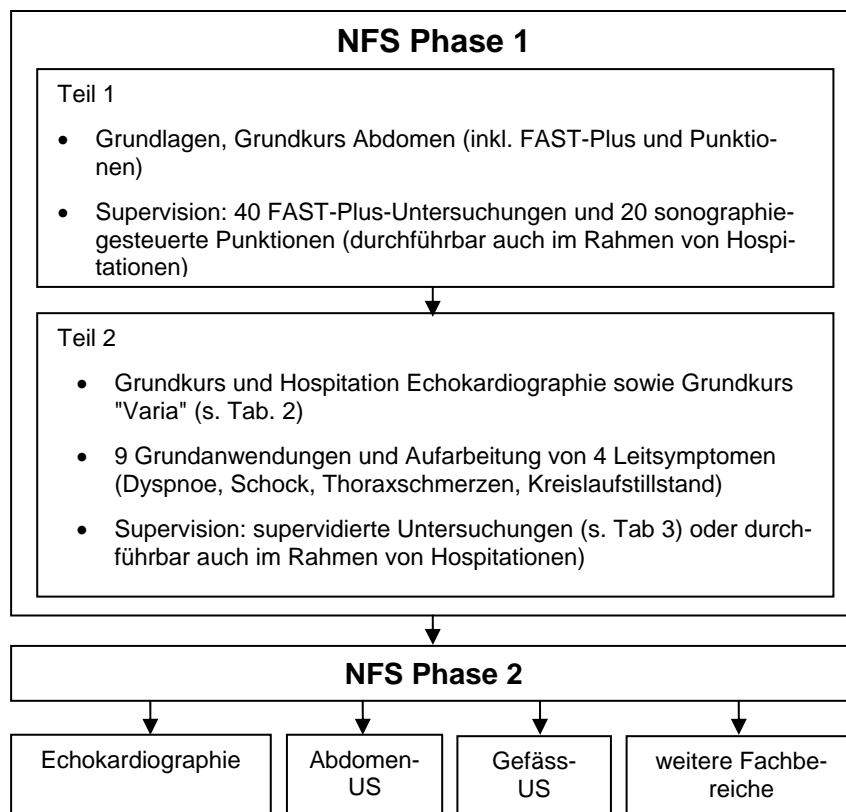 NFS Phase 1
Teil 1
• Grundlagen, Grundkurs Abdomen (inkl. FAST-Plus und Punktio-
nen)
• Supervision: 40 FAST-Plus-Untersuchungen und 20 sonographie-
gesteuerte Punktionen (durchführbar auch im Rahmen von Hospi-
tationen)
Teil 2
• Grundkurs und Hospitation Echokardiographie sowie Grundkurs
"Varia" (s. Tab. 2)
• 9 Grundanwendungen und Aufarbeitung von 4 Leitsymptomen
(Dyspnoe, Schock, Thoraxschmerzen, Kreislaufstillstand)
• Supervision: supervidierte Untersuchungen (s. Tab 3) oder durch-
führbar auch im Rahmen von Hospitationen)
NFS Phase 2
Echokardiographie
Abdomen-
US
Gefäss-
US
weitere Fachbe-
reiche